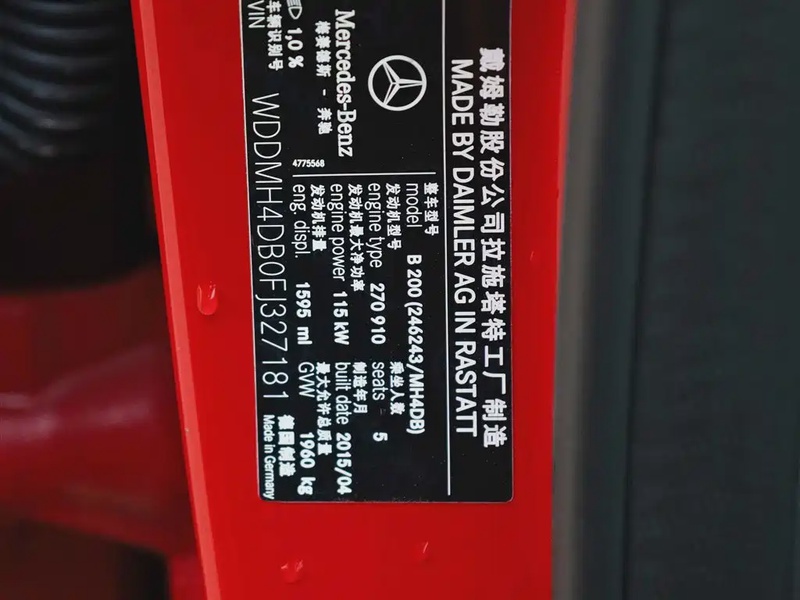 戴姆勒股份公司拉施塔特工厂制造
MADE BY DAIMLER AG IN RASTATT
Mercedes-Benz
梅赛德斯 - 奔驰
1,0 %
4775568
整车型号
model B 200 (246243/MH4DB)
发动机型号 乘坐人数
engine type 270 910 seats 5
发动机最大净功率 制造年月
engine power 115 kW built date 2015/04
发动机排量 最大允许总质量
eng. displ. 1595 ml GVW 1960 kg
车辆识别号
VIN WDDMH4DB0FJ327181
德国制造
Made in Germany